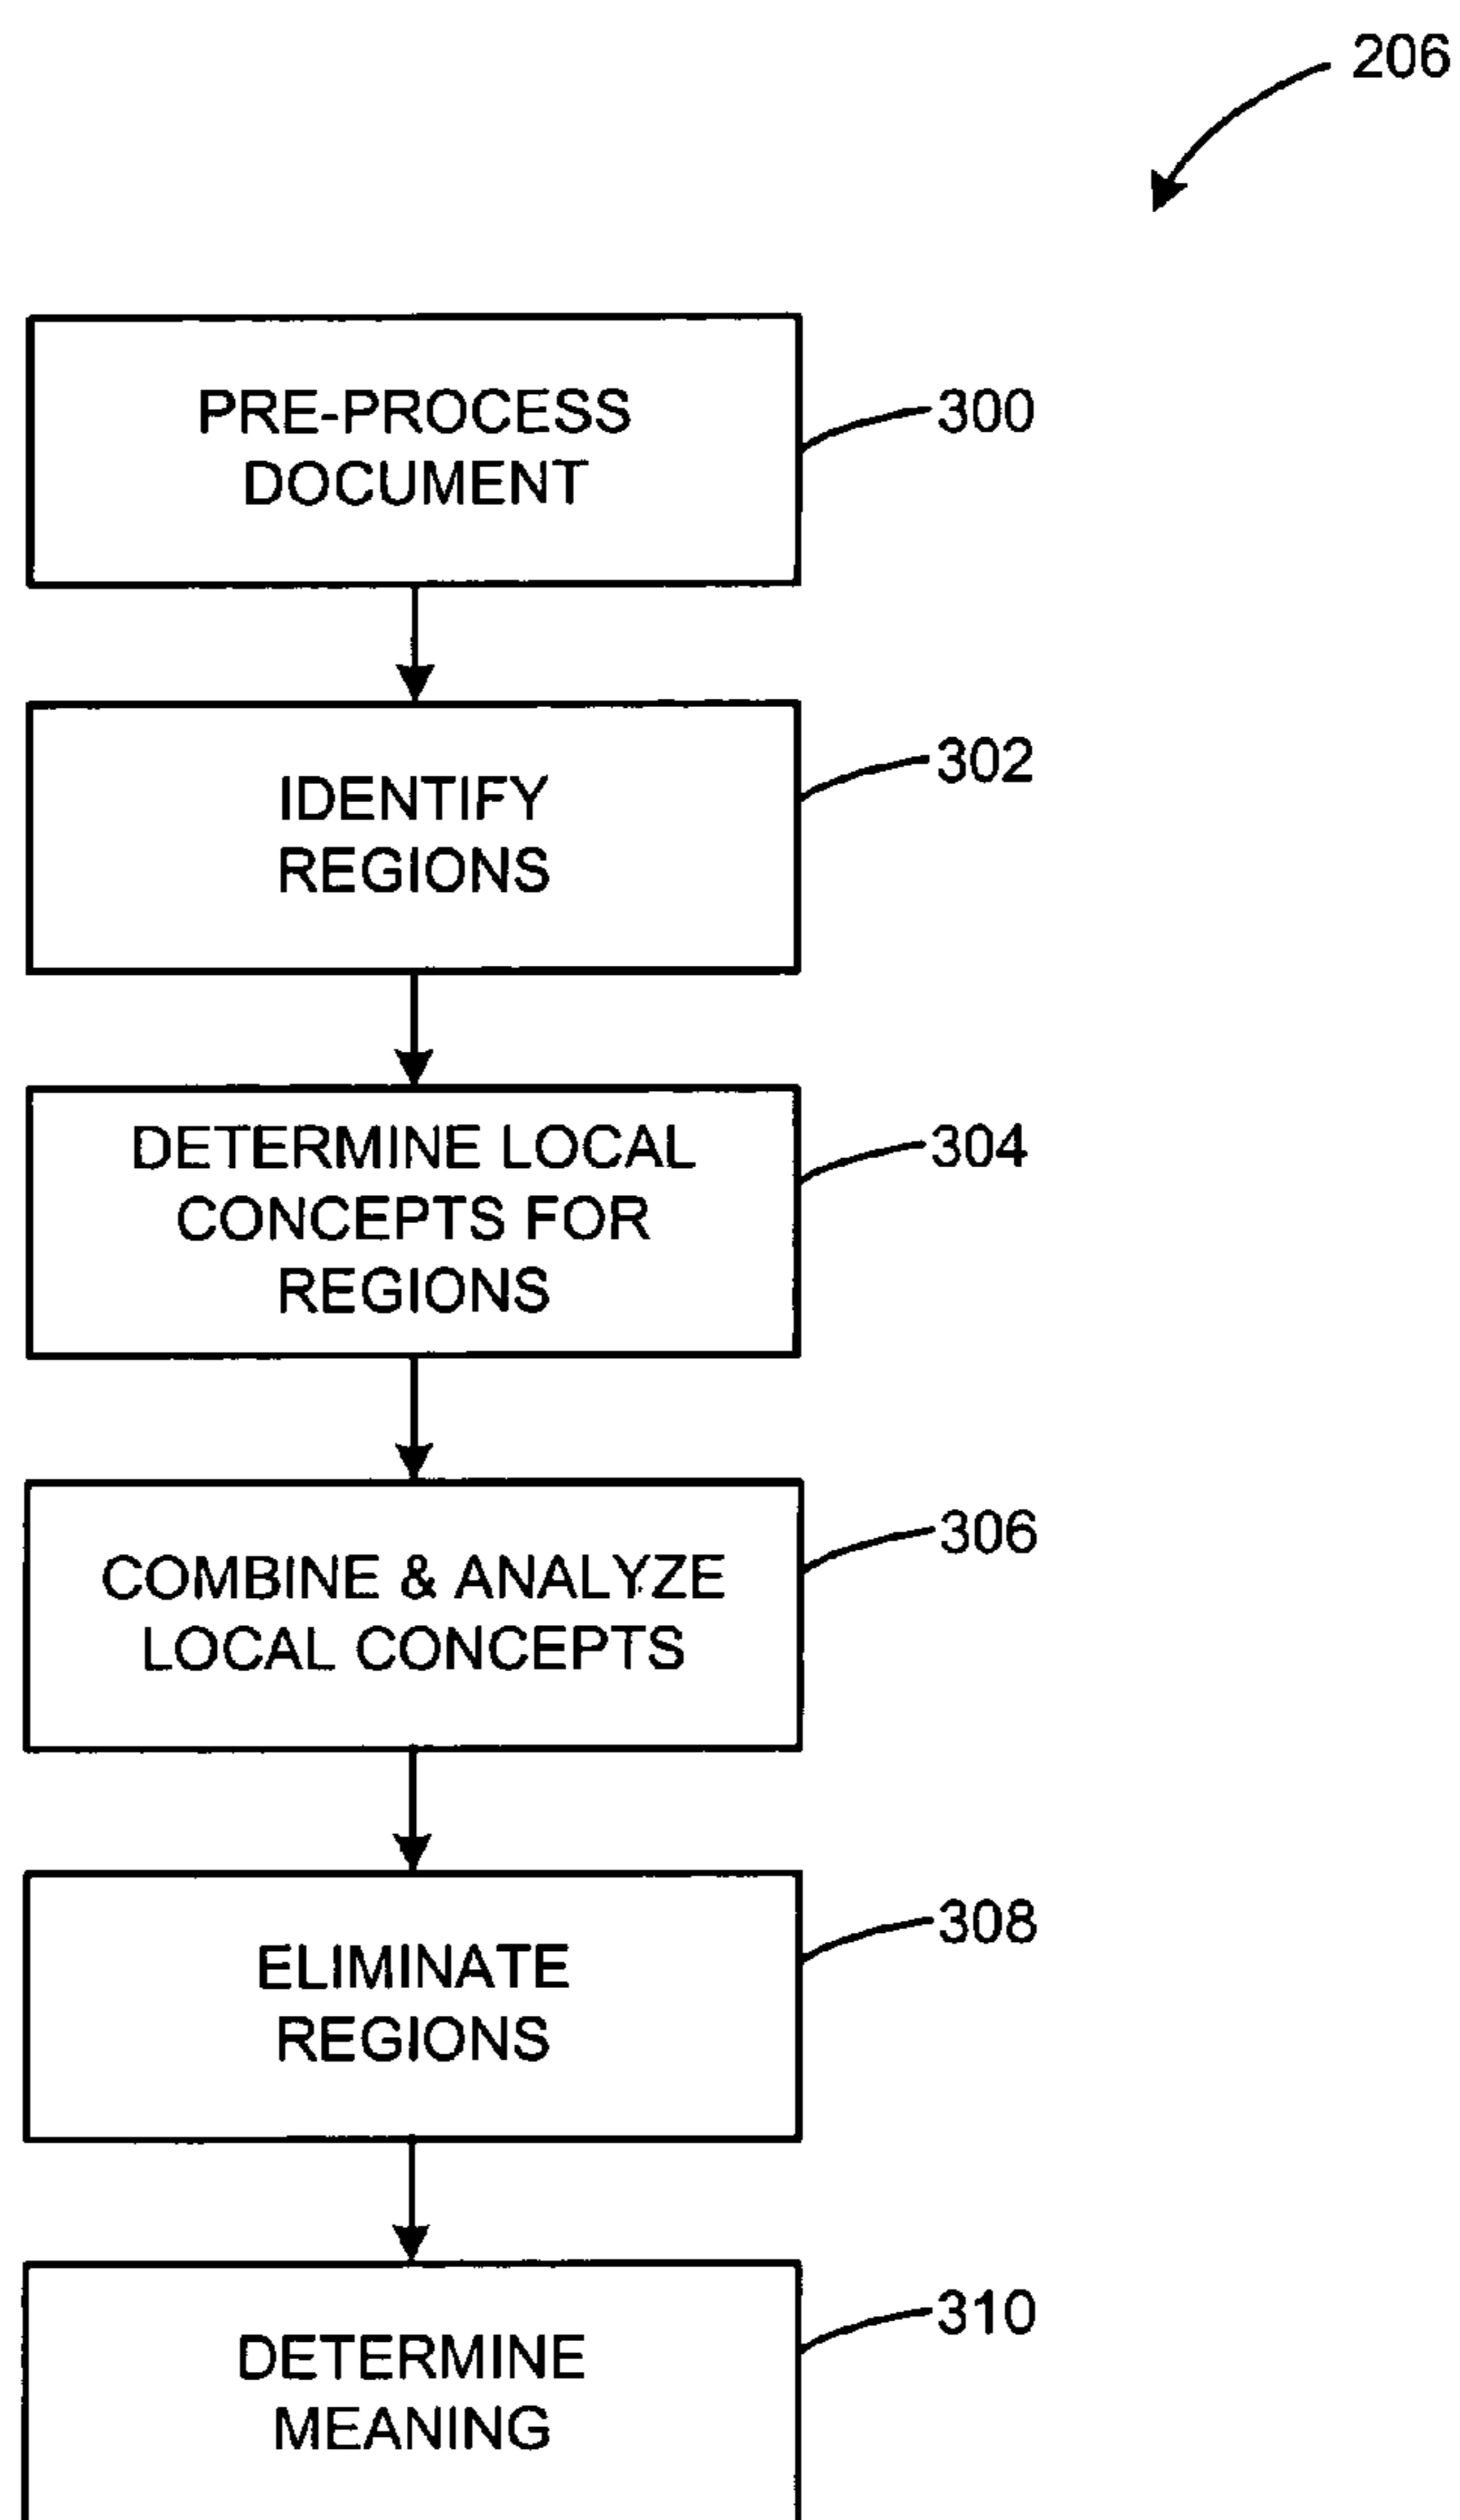 206
PRE-PROCESS
DOCUMENT
300
IDENTIFY
REGIONS
302
DETERMINE LOCAL
CONCEPTS FOR
REGIONS
304
COMBINE & ANALYZE
LOCAL CONCEPTS
306
ELIMINATE
REGIONS
308
DETERMINE
MEANING
310